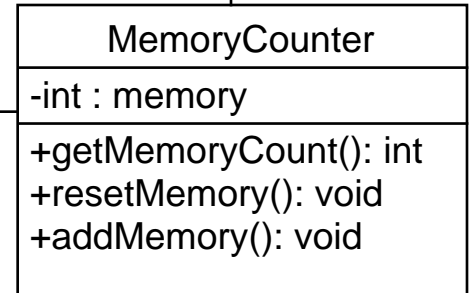 MemoryCounter
-int : memory
+getMemoryCount(): int
+resetMemory(): void
+addMemory(): void